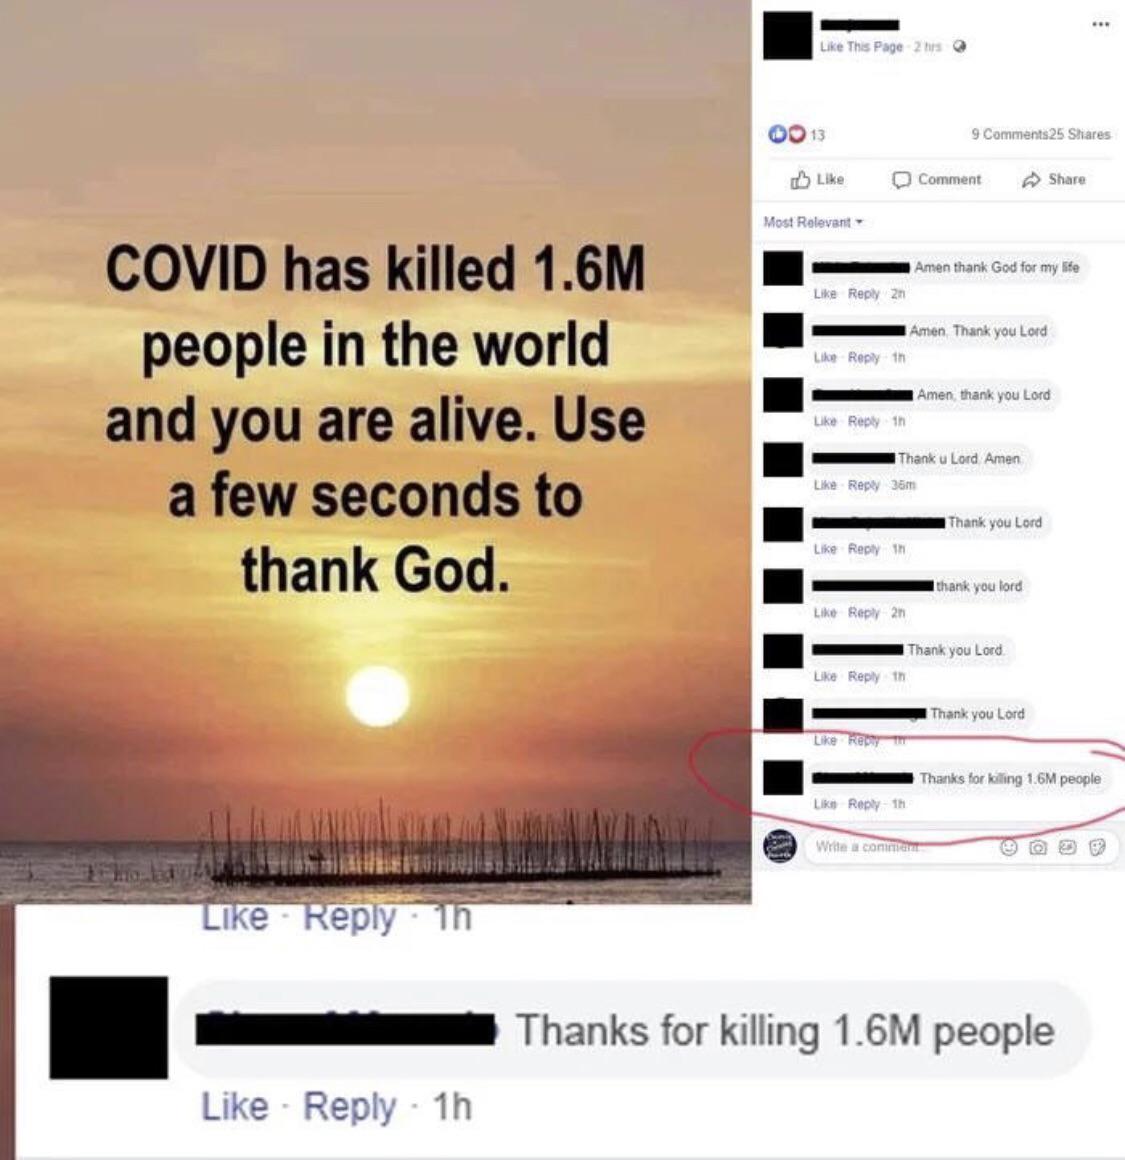 COVID has killed 1.6M
people in the world
and you are alive. Use
a few seconds to
thank God.
Like This Page · 2 hrs ·
13
9 Comments25 Shares
Like Comment Share
Most Relevant
Amen thank God for my life
Like · Reply · 2h
Amen. Thank you Lord
Like · Reply · 1h
Amen, thank you Lord
Like · Reply · 1h
Thank u Lord. Amen.
Like · Reply · 36m
Thank you Lord
Like · Reply · 1h
thank you lord
Like · Reply · 2h
Thank you Lord.
Like · Reply · 1h
Thank you Lord
Like · Reply · 1h
Thanks for killing 1.6M people
Like · Reply · 1h
Write a comment...
GIF
Like · Reply · 1h
Thanks for killing 1.6M people
Like · Reply · 1h